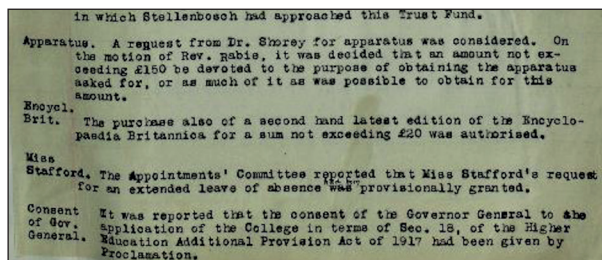 in which Stellenbosch had approached this Trust Fund.
Apparatus. A request from Dr. Shorey for apparatus was considered. On
the motion of Rev. Rabie, it was decided that an amount not ex-
ceeding £150 be devoted to the purpose of obtaining the apparatus
asked for, or as much of it as was possible to obtain for this
amount.
Encycl.
Brit. The purchase also of a second hand latest edition of the Encyclo-
paedia Britannica for a sum not exceeding £20 was authorised.
Miss
Stafford. The Appointments' Committee reported that Miss Stafford's request
for an extended leave of absence was provisionally granted.
Consent It was reported that the consent of the Governor General to the
of Gov. application of the College in terms of Sec. 18, of the Higher
General. Education Additional Provision Act of 1917 had been given by
Proclamation.